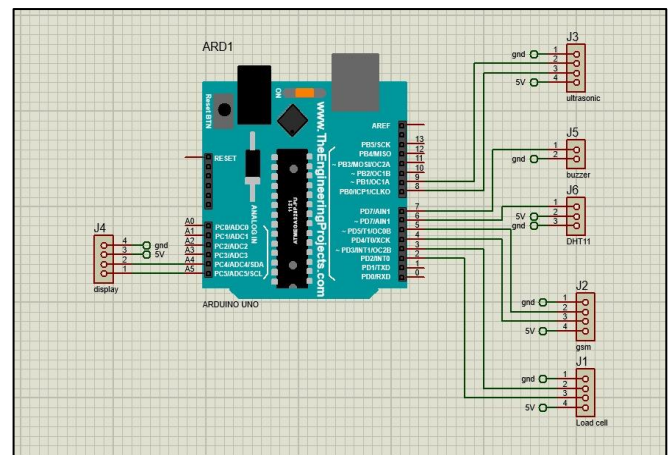 ARD1
ON
Reset BTN
www.TheEngineeringProjects.com
RESET
ANALOG IN
A0 PC0/ADC0
A1 PC1/ADC1
A2 PC2/ADC2
A3 PC3/ADC3
A4 PC4/ADC4/SDA
A5 PC5/ADC5/SCL
ARDUINO UNO
AREF
PB5/SCK 13
PB4/MISO 12
~ PB3/MOSI/OC2A 11
~ PB2/OC1B 10
~ PB1/OC1A 9
PB0/ICP1/CLKO 8
PD7/AIN1 7
~ PD7/AIN1 6
~ PD5/T1/OC0B 5
PD4/T0/XCK 4
~ PD3/INT1/OC2B 3
PD2/INT0 2
PD1/TXD 1
PD0/RXD 0
J4
4 gnd
3 5V
2
1
display
J3
gnd 1
2
3
5V 4
ultrasonic
J5
1
gnd 2
buzzer
J6
1
5V 2
gnd 3
DHT11
J2
gnd 1
2
3
5V 4
gsm
J1
gnd 1
2
3
5V 4
Load cell